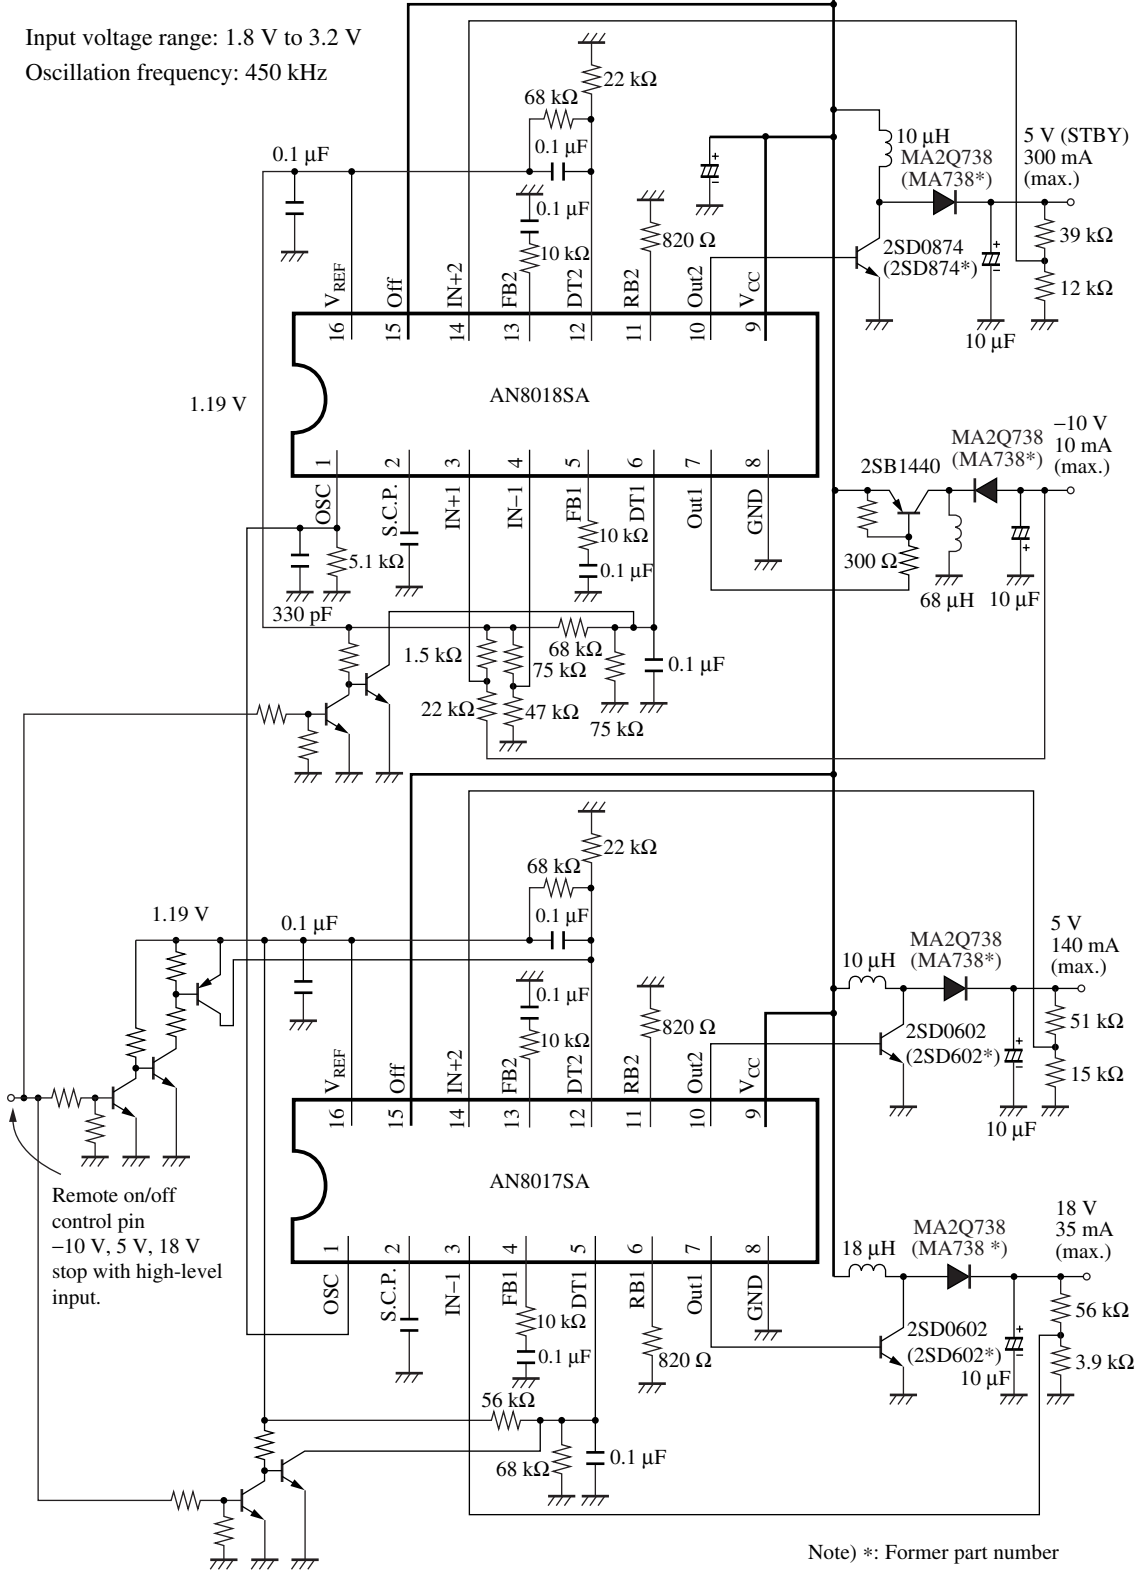 Input voltage range: 1.8 V to 3.2 V
Oscillation frequency: 450 kHz
22 kΩ
68 kΩ
0.1 μF
0.1 μF
0.1 μF
10 kΩ
820 Ω
10 μH
MA2Q738
(MA738*)
5 V (STBY)
300 mA
(max.)
39 kΩ
12 kΩ
2SD0874
(2SD874*)
10 μF
VREF
Off
IN+2
FB2
DT2
RB2
Out2
VCC
16
15
14
13
12
11
10
9
AN8018SA
1.19 V
1
2
3
4
5
6
7
8
OSC
S.C.P.
IN+1
IN−1
FB1
DT1
Out1
GND
−10 V
10 mA
(max.)
MA2Q738
(MA738*)
2SB1440
300 Ω
68 μH
10 μF
5.1 kΩ
330 pF
10 kΩ
0.1 μF
1.5 kΩ
68 kΩ
75 kΩ
0.1 μF
22 kΩ
47 kΩ
75 kΩ
22 kΩ
68 kΩ
0.1 μF
1.19 V
0.1 μF
0.1 μF
10 kΩ
820 Ω
10 μH
MA2Q738
(MA738*)
5 V
140 mA
(max.)
51 kΩ
15 kΩ
2SD0602
(2SD602*)
10 μF
VREF
Off
IN+2
FB2
DT2
RB2
Out2
VCC
16
15
14
13
12
11
10
9
AN8017SA
Remote on/off
control pin
−10 V, 5 V, 18 V
stop with high-level
input.
1
2
3
4
5
6
7
8
OSC
S.C.P.
IN−1
FB1
DT1
RB1
Out1
GND
18 V
35 mA
(max.)
MA2Q738
(MA738 *)
18 μH
56 kΩ
3.9 kΩ
2SD0602
(2SD602*)
10 μF
10 kΩ
0.1 μF
820 Ω
56 kΩ
68 kΩ
0.1 μF
Note) *: Former part number